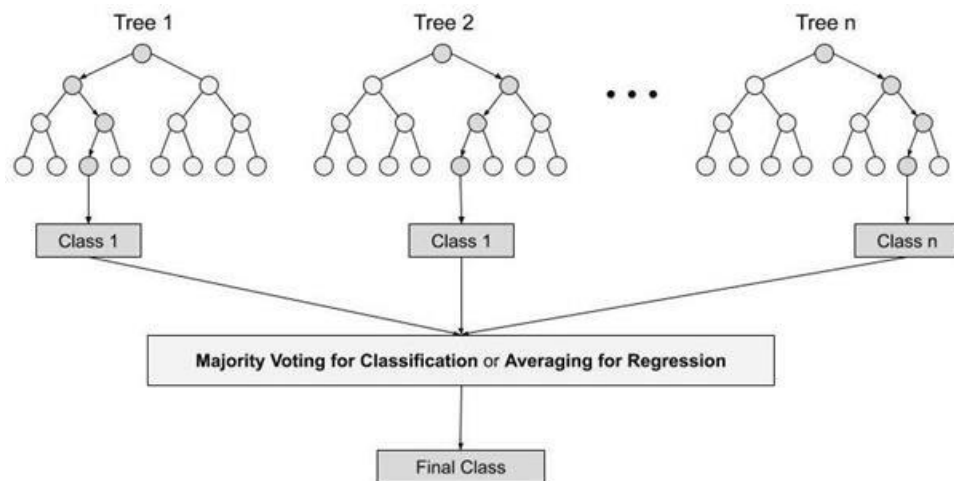 Tree 1
Tree 2
Tree n
Class 1
Class 1
Class n
Majority Voting for Classification or Averaging for Regression
Final Class